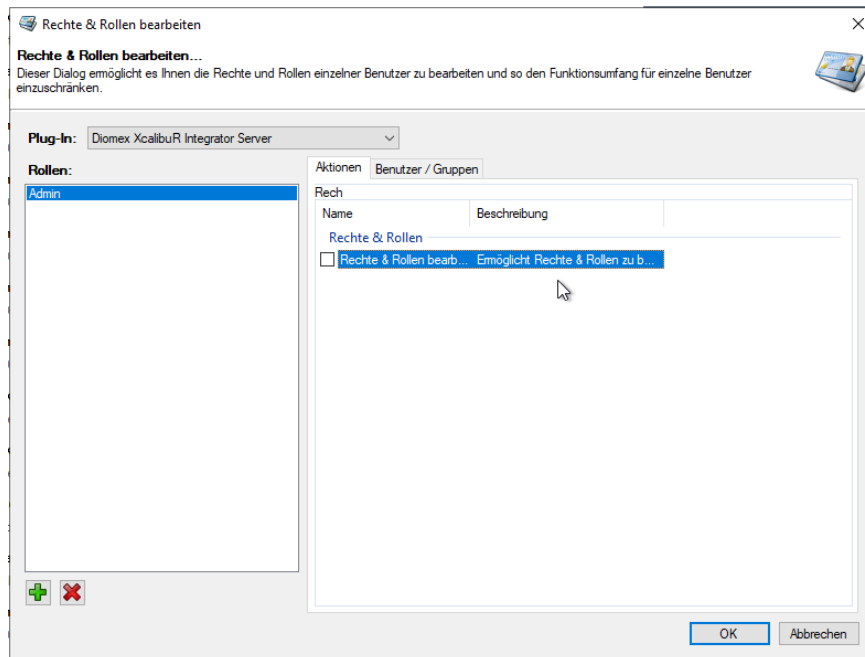 Rechte & Rollen bearbeiten
Rechte & Rollen bearbeiten...
Dieser Dialog ermöglicht es Ihnen die Rechte und Rollen einzelner Benutzer zu bearbeiten und so den Funktionsumfang für einzelne Benutzer
einzuschränken.
Plug-In: Diomex XcalibuR Integrator Server
Rollen:
Admin
Aktionen Benutzer / Gruppen
Rech
Name Beschreibung
Rechte & Rollen
Rechte & Rollen bearb... Ermöglicht Rechte & Rollen zu b...
OK Abbrechen